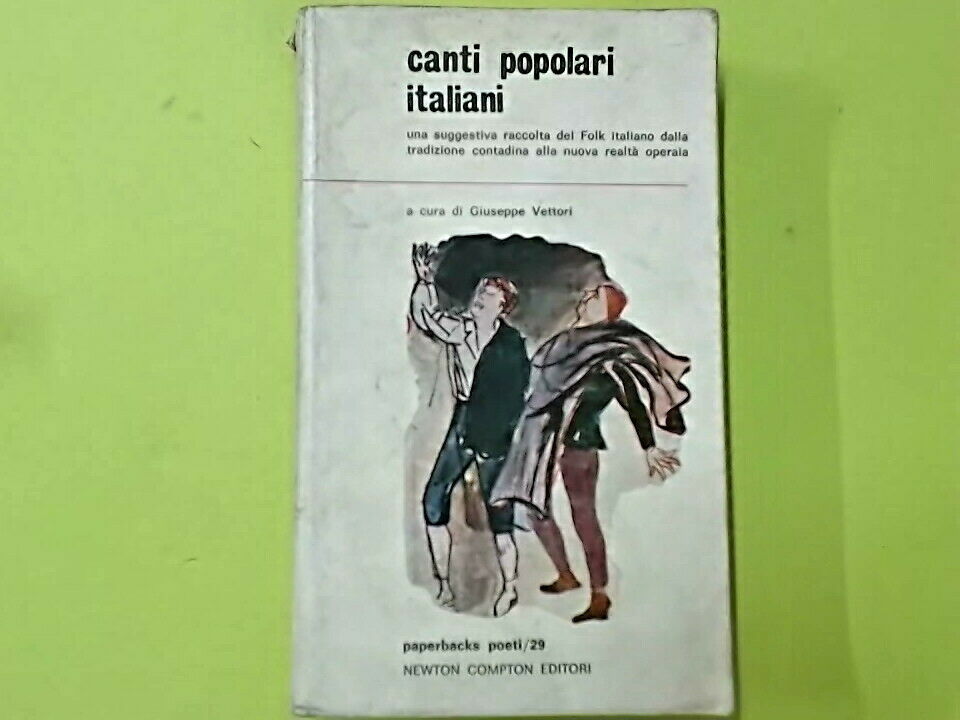 canti popolari
italiani
una suggestiva raccolta del Folk italiano dalla
tradizione contadina alla nuova realtà operaia
a cura di Giuseppe Vettori
paperbacks poeti/29
NEWTON COMPTON EDITORI